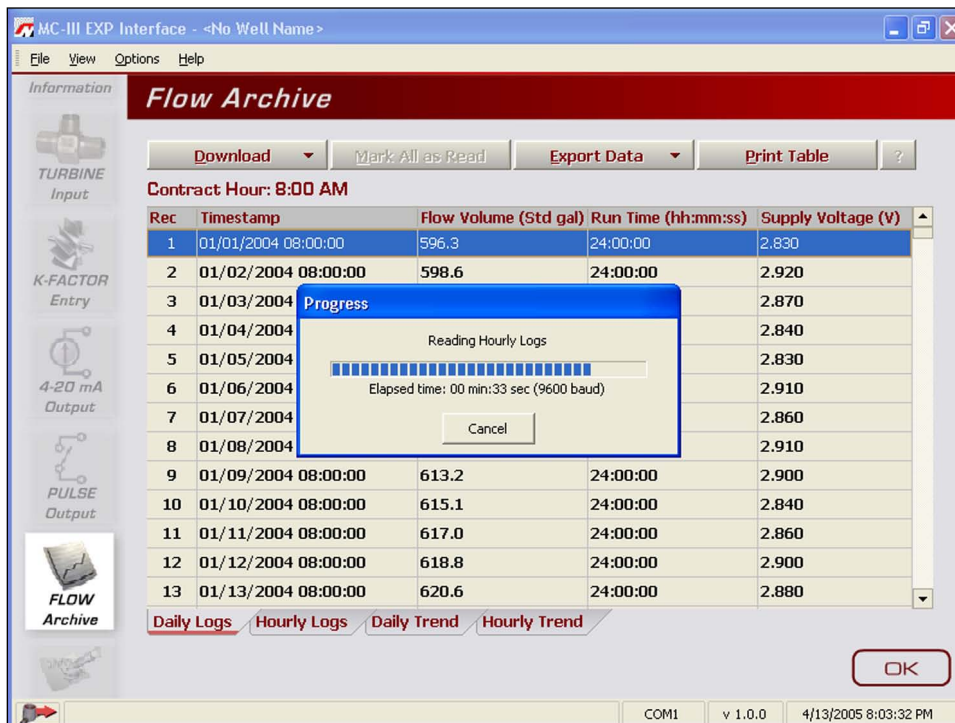 MC-III EXP Interface - <No Well Name>
File View Options Help
Information
Flow Archive
TURBINE
Input
K-FACTOR
Entry
4-20 mA
Output
PULSE
Output
FLOW
Archive
Download Mark All as Read Export Data Print Table ?
Contract Hour: 8:00 AM
Rec Timestamp Flow Volume (Std gal) Run Time (hh:mm:ss) Supply Voltage (V)
1 01/01/2004 08:00:00 596.3 24:00:00 2.830
2 01/02/2004 08:00:00 598.6 24:00:00 2.920
3 01/03/2004 2.870
4 01/04/2004 2.840
5 01/05/2004 2.830
6 01/06/2004 2.910
7 01/07/2004 2.860
8 01/08/2004 2.910
9 01/09/2004 08:00:00 613.2 24:00:00 2.900
10 01/10/2004 08:00:00 615.1 24:00:00 2.840
11 01/11/2004 08:00:00 617.0 24:00:00 2.860
12 01/12/2004 08:00:00 618.8 24:00:00 2.900
13 01/13/2004 08:00:00 620.6 24:00:00 2.880
Progress
Reading Hourly Logs
Elapsed time: 00 min:33 sec (9600 baud)
Cancel
Daily Logs Hourly Logs Daily Trend Hourly Trend
OK
COM1 v 1.0.0 4/13/2005 8:03:32 PM